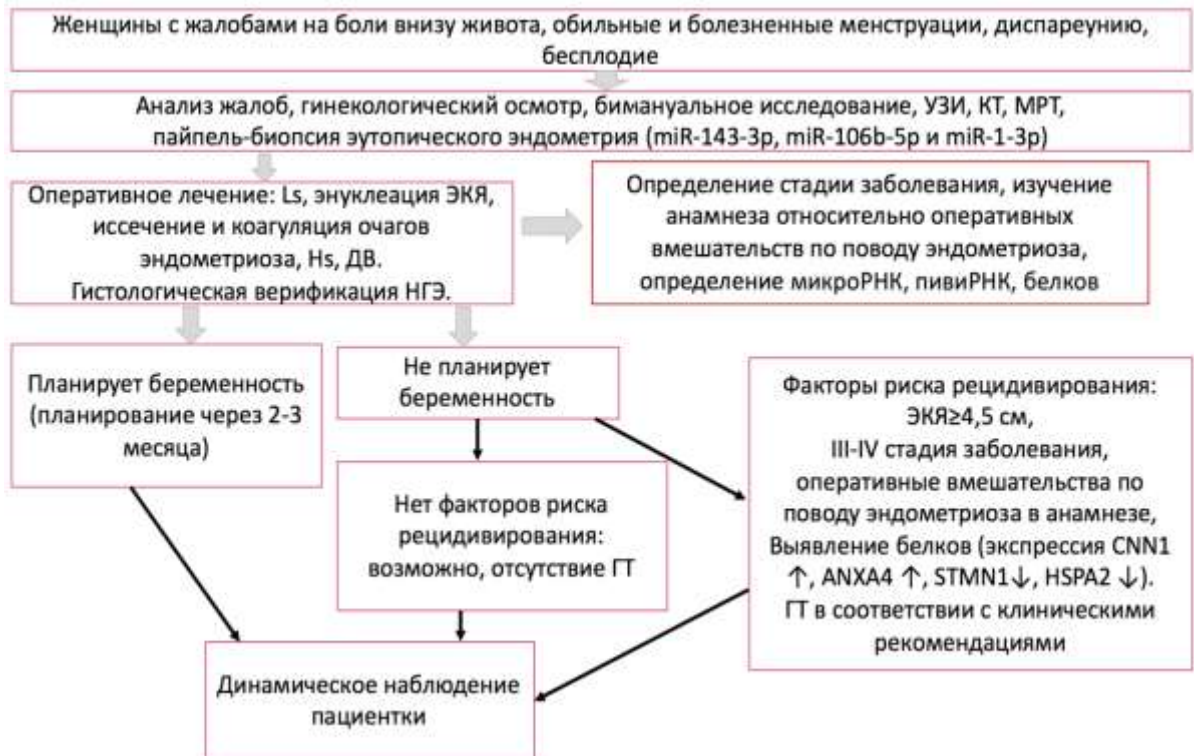 Женщины с жалобами на боли внизу живота, обильные и болезненные менструации, диспареунию,
бесплодие
Анализ жалоб, гинекологический осмотр, бимануальное исследование, УЗИ, КТ, МРТ,
пайпель-биопсия эутопического эндометрия (miR-143-3p, miR-106b-5p и miR-1-3p)
Оперативное лечение: Ls, энуклеация ЭКЯ,
иссечение и коагуляция очагов
эндометриоза, Hs, ДВ.
Гистологическая верификация НГЭ.
Определение стадии заболевания, изучение
анамнеза относительно оперативных
вмешательств по поводу эндометриоза,
определение микроРНК, пивиРНК, белков
Планирует беременность
(планирование через 2-3
месяца)
Не планирует
беременность
Нет факторов риска
рецидивирования:
возможно, отсутствие ГТ
Факторы риска рецидивирования:
ЭКЯ≥4,5 см,
III-IV стадия заболевания,
оперативные вмешательства по
поводу эндометриоза в анамнезе,
Выявление белков (экспрессия CNN1
↑, ANXA4 ↑, STMN1↓, HSPA2 ↓).
ГТ в соответствии с клиническими
рекомендациями
Динамическое наблюдение
пациентки